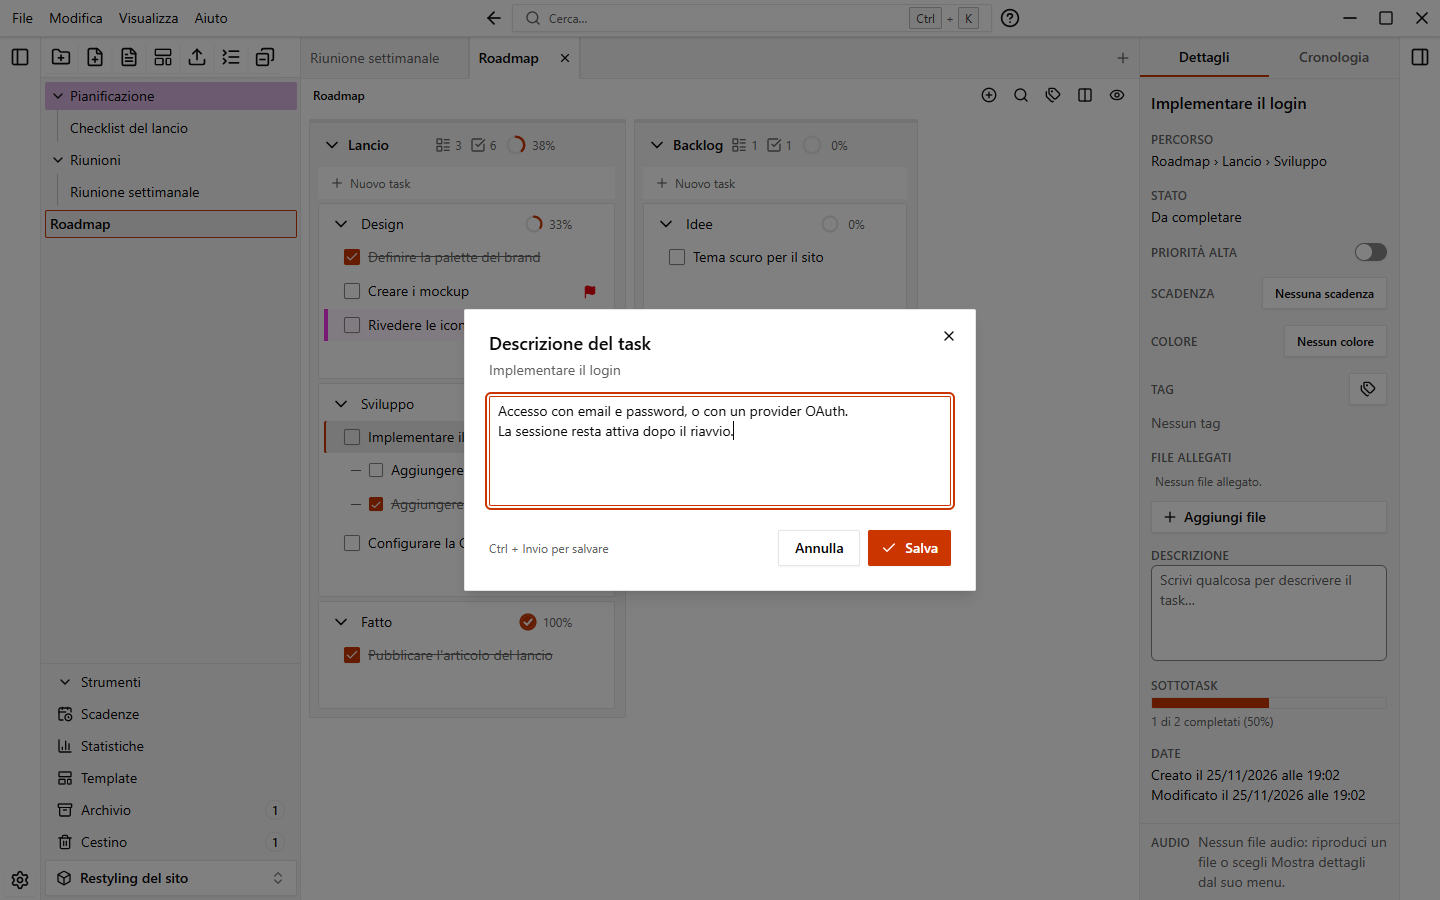 File Modifica Visualizza Aiuto
Cerca... Ctrl + K
Riunione settimanale Roadmap
Dettagli Cronologia
Pianificazione
Checklist del lancio
Riunioni
Riunione settimanale
Roadmap
Roadmap
Lancio 3 6 38%
Nuovo task
Design 33%
Definire la palette del brand
Creare i mockup
Rivedere le icon
Sviluppo
Implementare il
Aggiungere
Aggiungere
Configurare la
Fatto 100%
Pubblicare l'articolo del lancio
Backlog 1 1 0%
Nuovo task
Idee 0%
Tema scuro per il sito
Descrizione del task
Implementare il login
Accesso con email e password, o con un provider OAuth.
La sessione resta attiva dopo il riavvio.
Ctrl + Invio per salvare
Annulla Salva
Implementare il login
PERCORSO
Roadmap › Lancio › Sviluppo
STATO
Da completare
PRIORITÀ ALTA
SCADENZA Nessuna scadenza
COLORE Nessun colore
TAG
Nessun tag
FILE ALLEGATI
Nessun file allegato.
Aggiungi file
DESCRIZIONE
Scrivi qualcosa per descrivere il
task...
SOTTOTASK
1 di 2 completati (50%)
DATE
Creato il 25/11/2026 alle 19:02
Modificato il 25/11/2026 alle 19:02
AUDIO Nessun file audio: riproduci un
file o scegli Mostra dettagli
dal suo menu.
Strumenti
Scadenze
Statistiche
Template
Archivio 1
Cestino 1
Restyling del sito